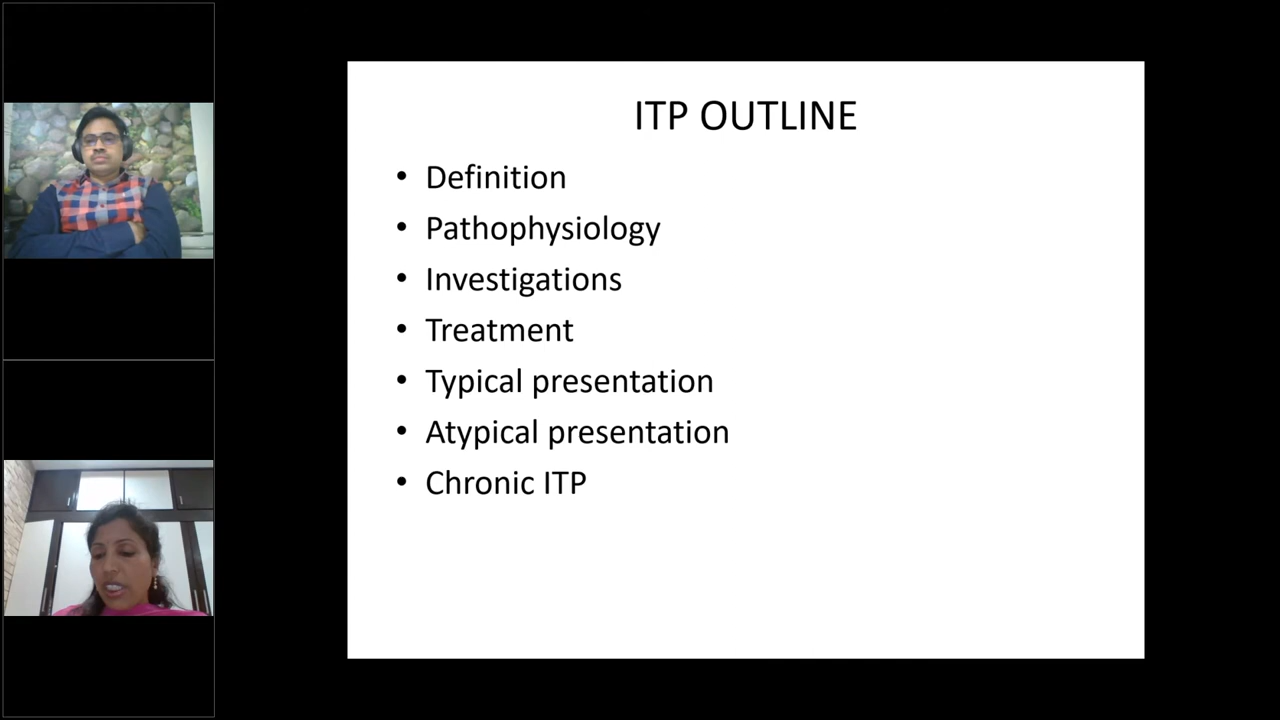 ITP OUTLINE
• Definition
• Pathophysiology
• Investigations
• Treatment
• Typical presentation
• Atypical presentation
• Chronic ITP